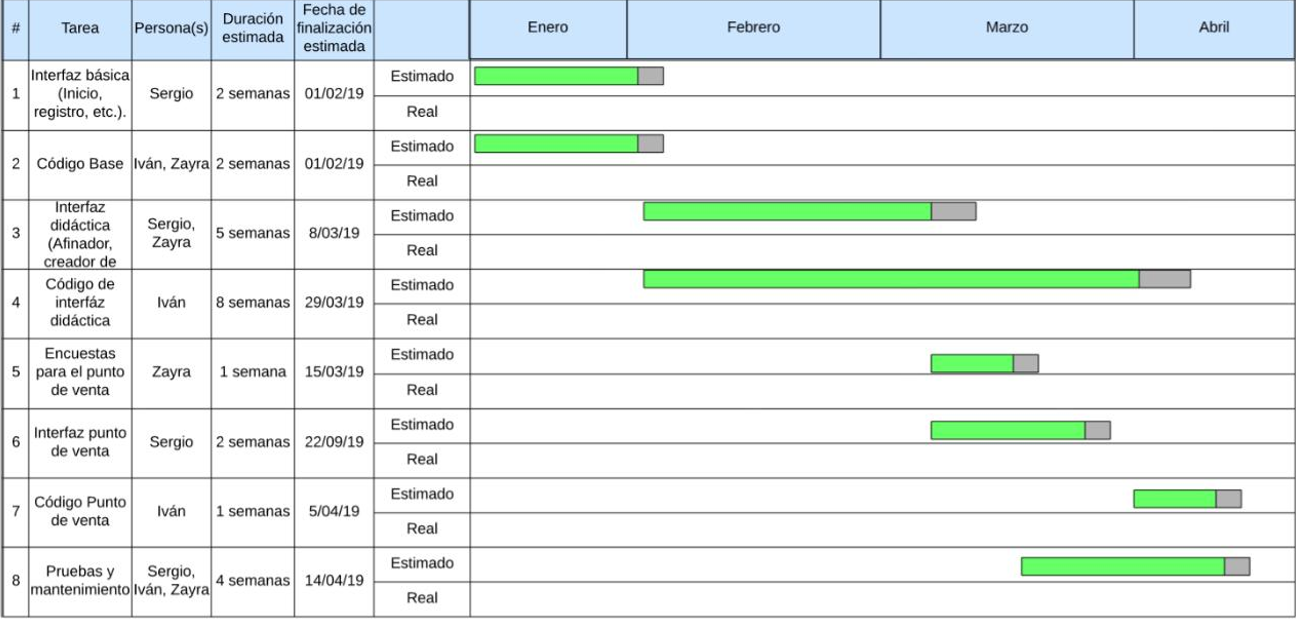 # Tarea Persona(s) Duración estimada Fecha de finalización estimada Enero Febrero Marzo Abril
1 Interfaz básica (Inicio, registro, etc.). Sergio 2 semanas 01/02/19 Estimado
Real
2 Código Base Iván, Zayra 2 semanas 01/02/19 Estimado
Real
3 Interfaz didáctica (Afinador, creador de Sergio, Zayra 5 semanas 8/03/19 Estimado
Real
4 Código de interfáz didáctica Iván 8 semanas 29/03/19 Estimado
Real
5 Encuestas para el punto de venta Zayra 1 semana 15/03/19 Estimado
Real
6 Interfaz punto de venta Sergio 2 semanas 22/09/19 Estimado
Real
7 Código Punto de venta Iván 1 semanas 5/04/19 Estimado
Real
8 Pruebas y mantenimiento Sergio, Iván, Zayra 4 semanas 14/04/19 Estimado
Real